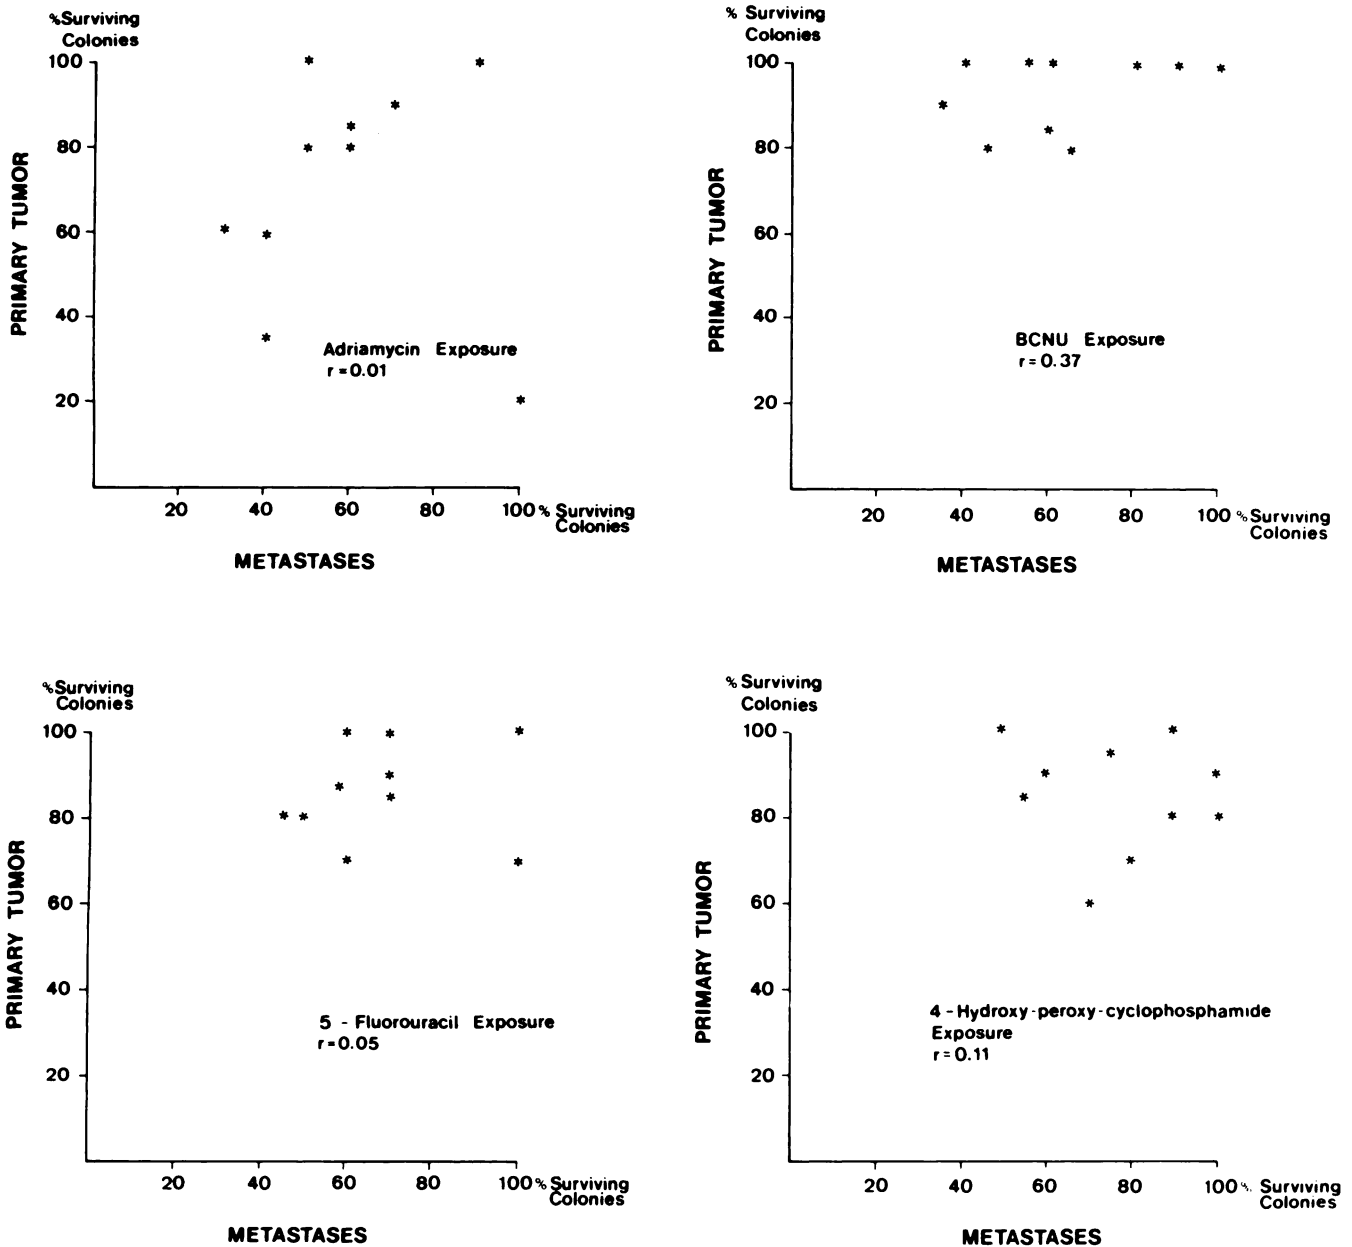 %Surviving
Colonies
100
80
60
40
20
PRIMARY TUMOR
Adriamycin Exposure
r=0.01
20 40 60 80 100 % Surviving
Colonies
METASTASES
% Surviving
Colonies
100
80
60
40
20
PRIMARY TUMOR
BCNU Exposure
r=0.37
20 40 60 80 100 % Surviving
Colonies
METASTASES
%Surviving
Colonies
100
80
60
40
20
PRIMARY TUMOR
5 - Fluorouracil Exposure
r=0.05
20 40 60 80 100 % Surviving
Colonies
METASTASES
% Surviving
Colonies
100
80
60
40
20
PRIMARY TUMOR
4 - Hydroxy-peroxy-cyclophosphamide
Exposure
r=0.11
20 40 60 80 100 % Surviving
Colonies
METASTASES